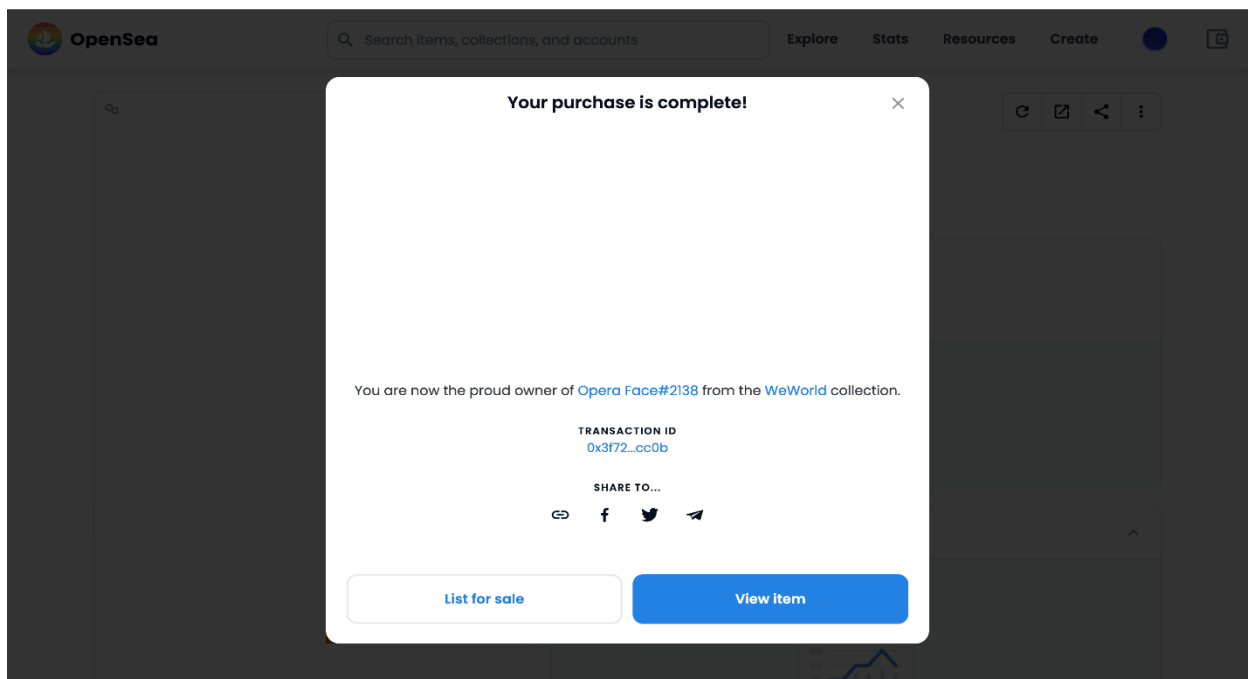 OpenSea
Search items, collections, and accounts
Explore
Stats
Resources
Create
Your purchase is complete!
You are now the proud owner of Opera Face#2138 from the WeWorld collection.
TRANSACTION ID
0x3f72...cc0b
SHARE TO...
List for sale
View item